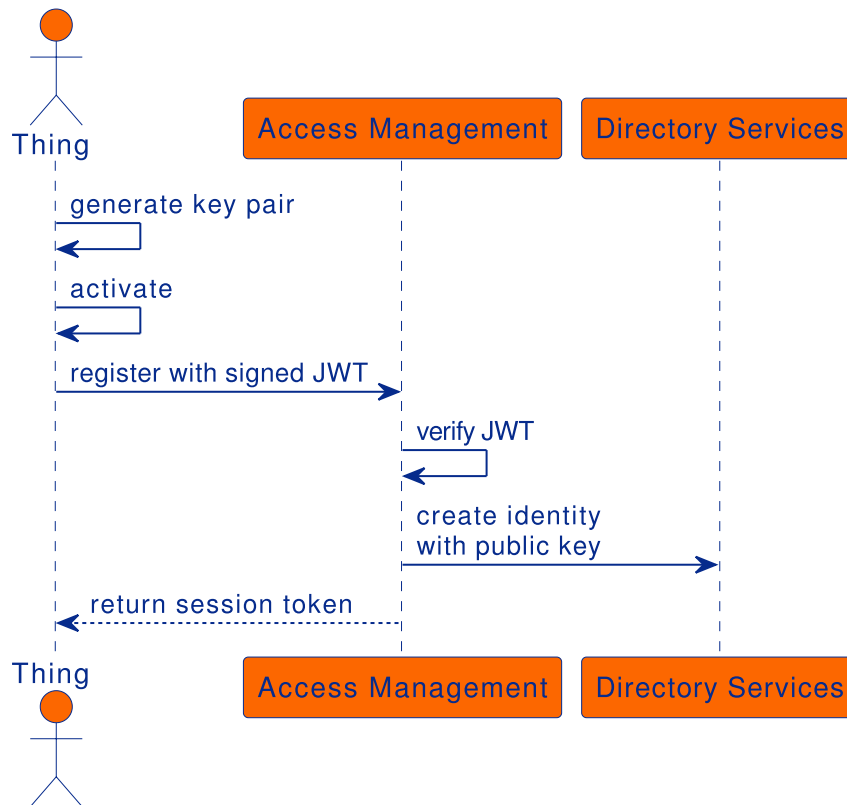 Thing
Access Management
Directory Services
generate key pair
activate
register with signed JWT
verify JWT
create identity
with public key
return session token
Thing
Access Management
Directory Services